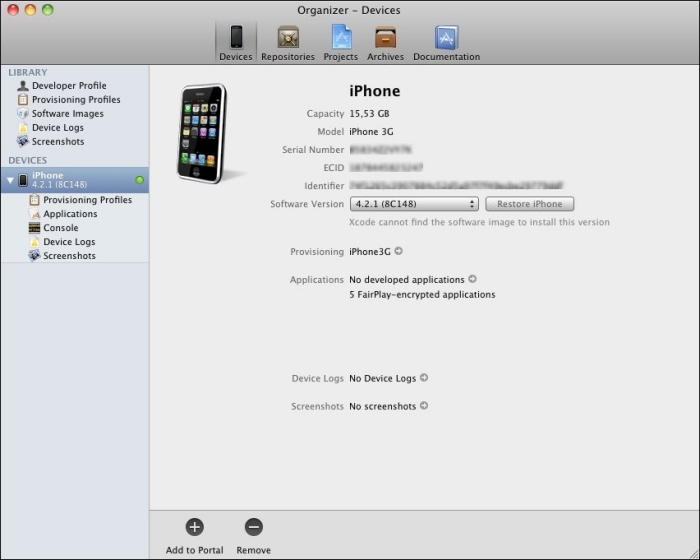 Organizer – Devices
Devices Repositories Projects Archives Documentation
LIBRARY
Developer Profile
Provisioning Profiles
Software Images
Device Logs
Screenshots
DEVICES
iPhone
4.2.1 (8C148)
Provisioning Profiles
Applications
Console
Device Logs
Screenshots
iPhone
Capacity 15,53 GB
Model iPhone 3G
Serial Number
ECID
Identifier
Software Version 4.2.1 (8C148) Restore iPhone
Xcode cannot find the software image to install this version
Provisioning iPhone3G
Applications No developed applications
5 FairPlay-encrypted applications
Device Logs No Device Logs
Screenshots No screenshots
Add to Portal Remove